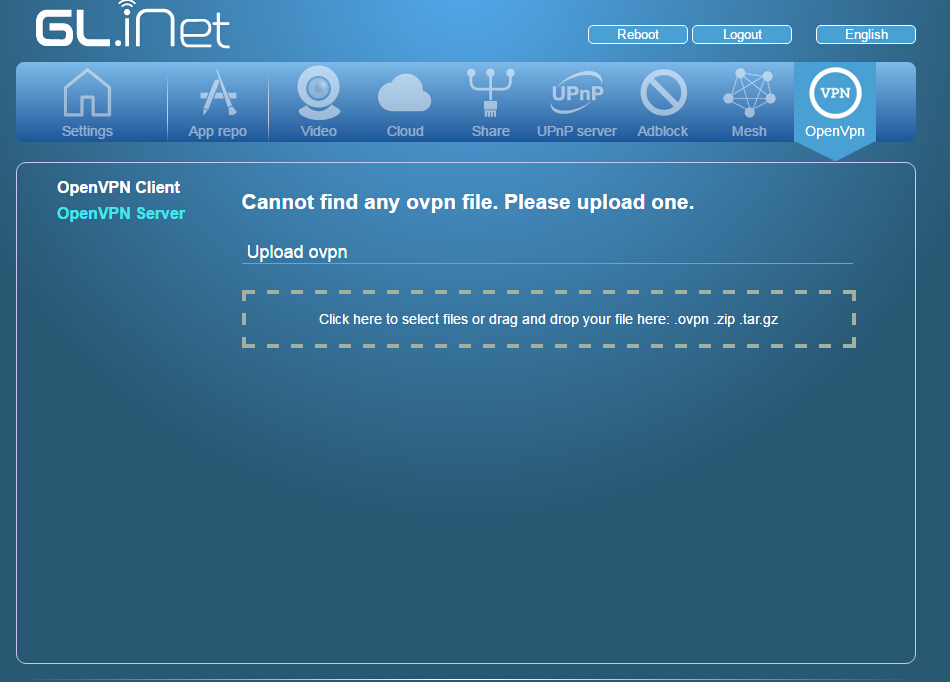 GL.iNet
Reboot Logout English
Settings App repo Video Cloud Share UPnP UPnP server Adblock Mesh VPN OpenVpn
OpenVPN Client
OpenVPN Server
Cannot find any ovpn file. Please upload one.
Upload ovpn
Click here to select files or drag and drop your file here: .ovpn .zip .tar.gz